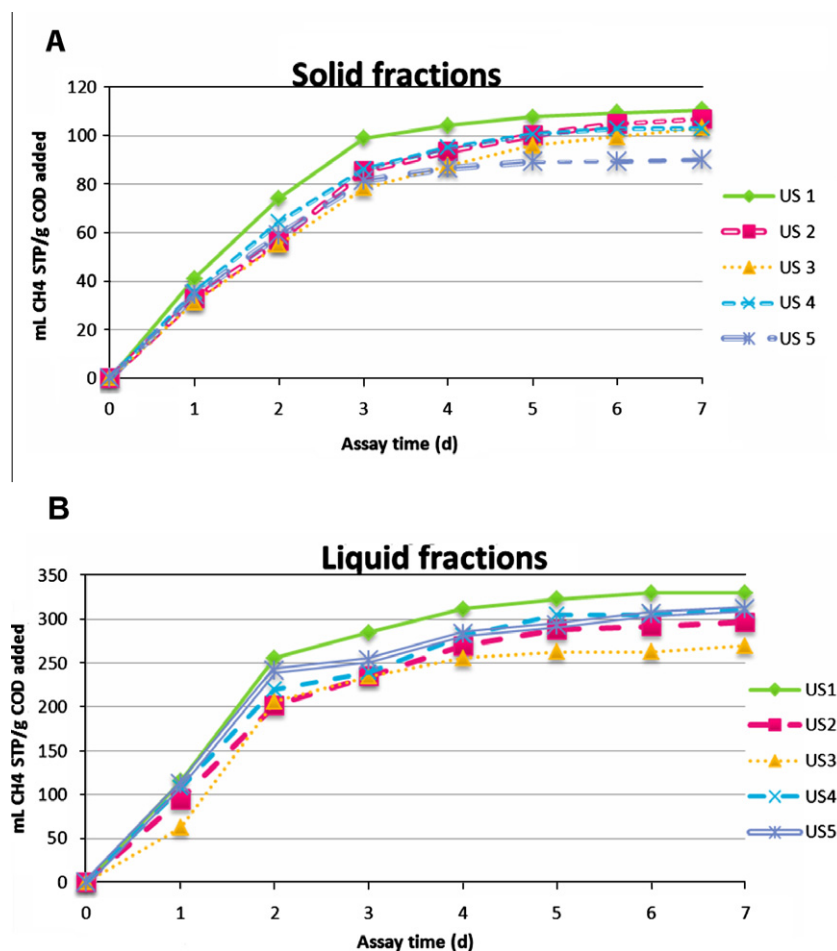 A
Solid fractions
mL CH4 STP/g COD added
120
100
80
60
40
20
0
0 1 2 3 4 5 6 7
Assay time (d)
US 1
US 2
US 3
US 4
US 5
B
Liquid fractions
mL CH4 STP/g COD added
350
300
250
200
150
100
50
0
0 1 2 3 4 5 6 7
Assay time (d)
US1
US2
US3
US4
US5